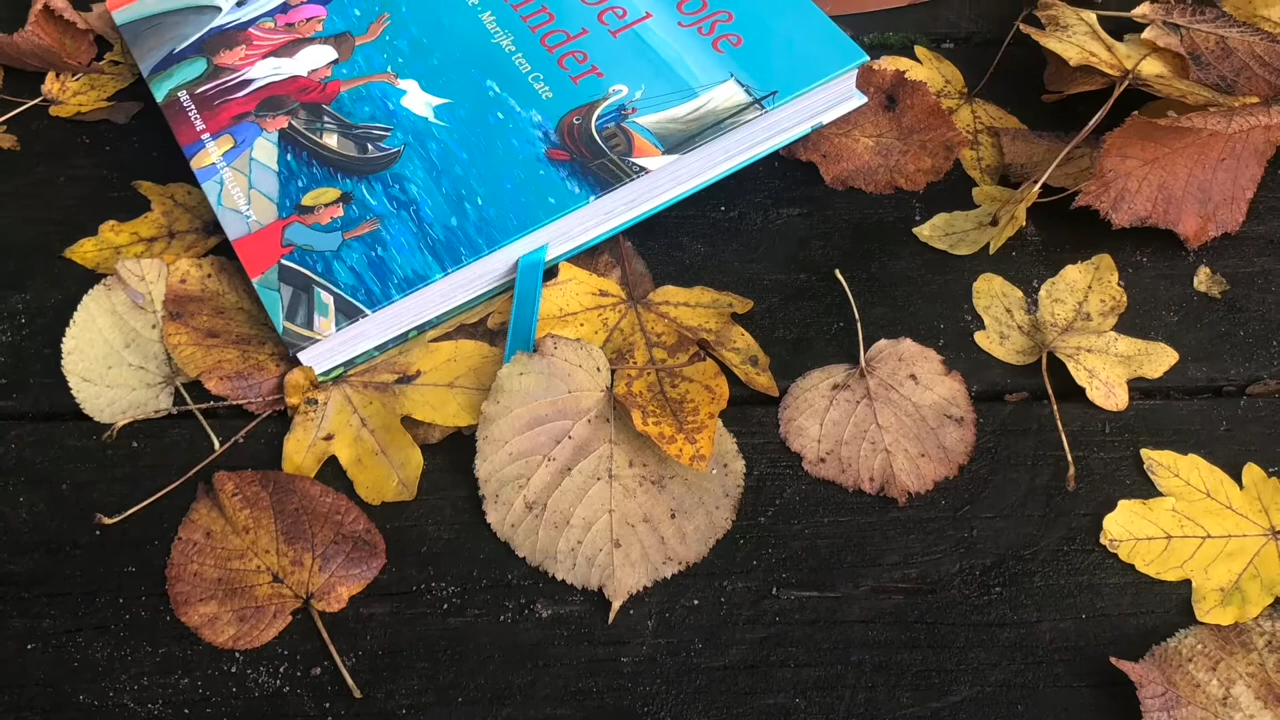 oße
bel
inder
e · Marijke ten Cate
DEUTSCHE BIBELGESELLSCHAFT